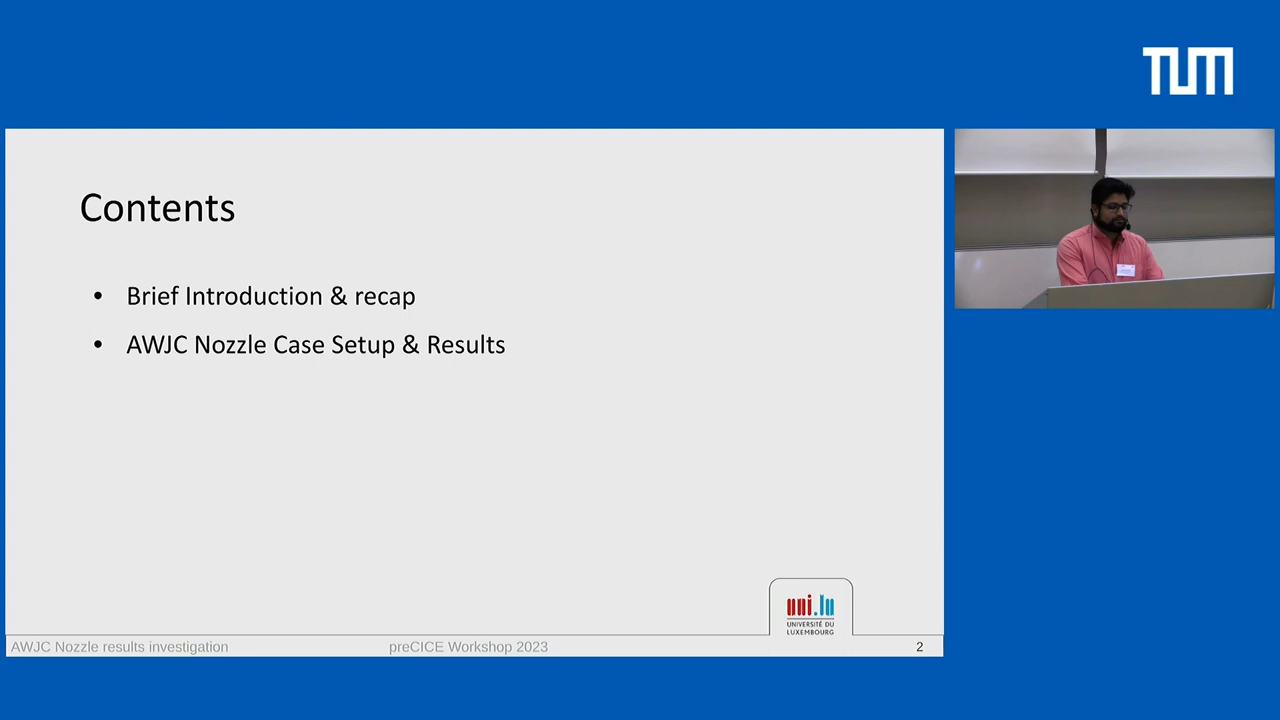 TUM
Contents
• Brief Introduction & recap
• AWJC Nozzle Case Setup & Results
uni.lu
UNIVERSITÉ DU
LUXEMBOURG
AWJC Nozzle results investigation
preCICE Workshop 2023
2